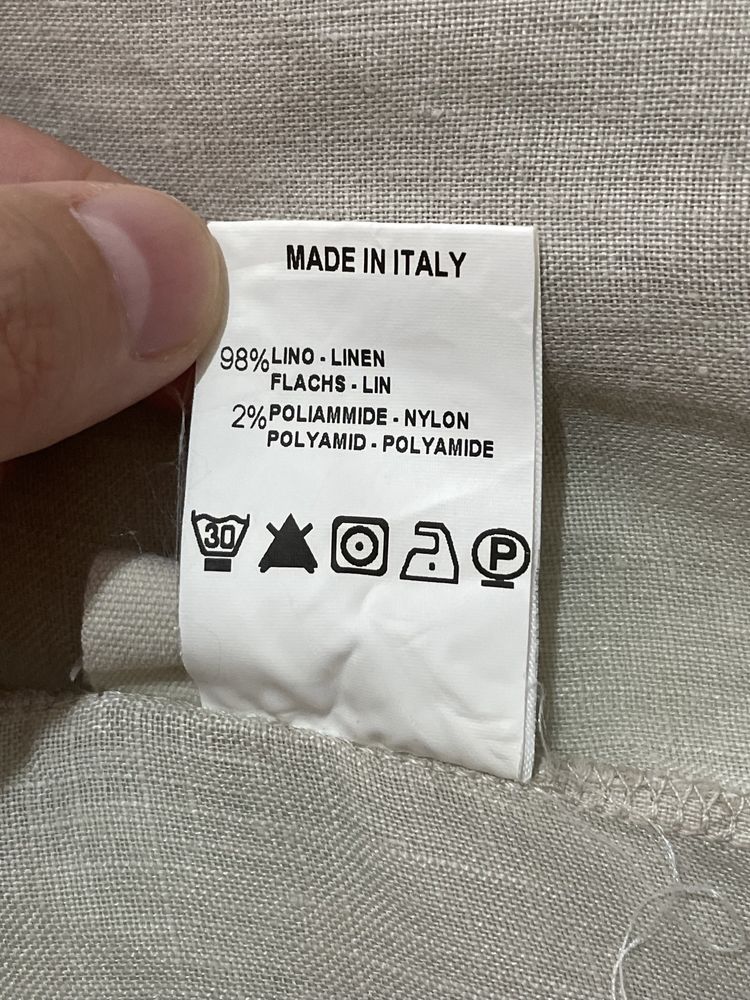 MADE IN ITALY
98% LINO - LINEN
FLACHS - LIN
2% POLIAMMIDE - NYLON
POLYAMID - POLYAMIDE
30 P